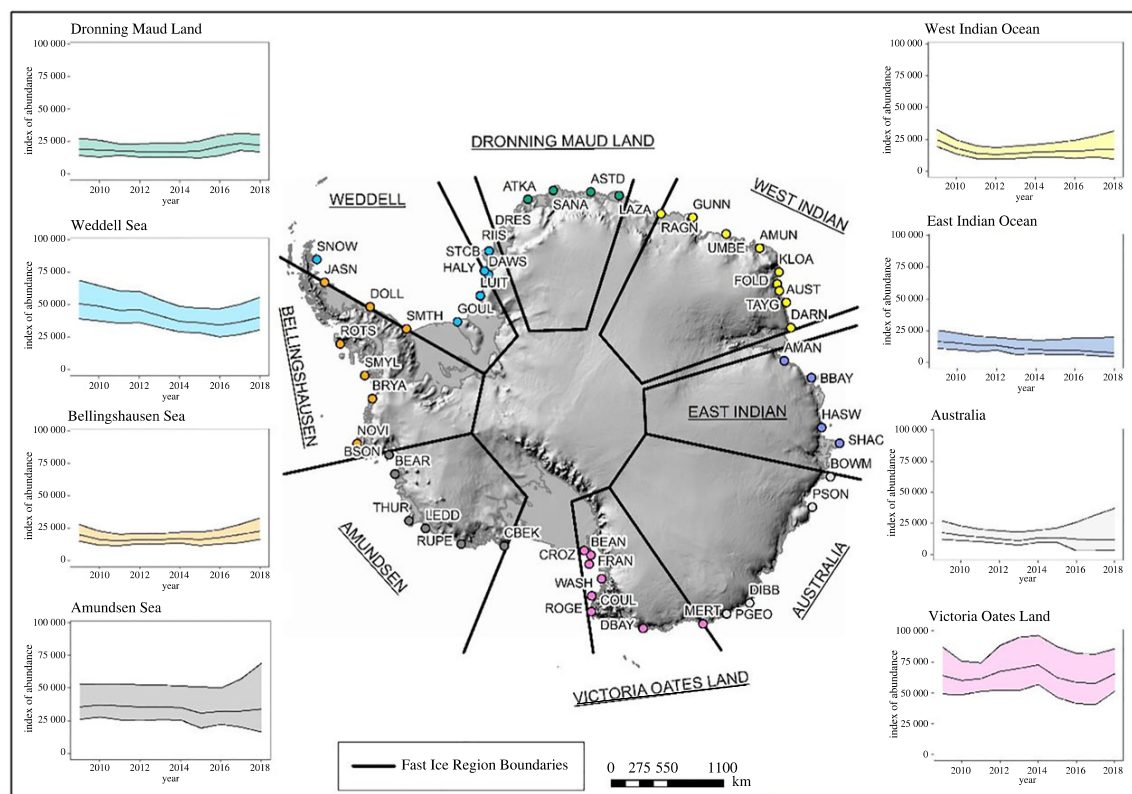 Dronning Maud Land
100 000
75 000
50 000
25 000
0
index of abundance
2010 2012 2014 2016 2018
year
Weddell Sea
100 000
75 000
50 000
25 000
0
index of abundance
2010 2012 2014 2016 2018
year
Bellingshausen Sea
100 000
75 000
50 000
25 000
0
index of abundance
2010 2012 2014 2016 2018
year
Amundsen Sea
100 000
75 000
50 000
25 000
0
index of abundance
2010 2012 2014 2016 2018
year
DRONNING MAUD LAND
WEDDELL
WEST INDIAN
BELLINGSHAUSEN
EAST INDIAN
AMUNDSEN
AUSTRALIA
VICTORIA OATES LAND
ATKA
SANA
ASTD
LAZA
DRES
RIIS
STCB
DAWS
HALY
LUIT
GOUL
SNOW
JASN
DOLL
SMTH
ROTS
SMYL
BRYA
NOVI
BSON
BEAR
THUR
LEDD
RUPE
CBEK
CROZ
BEAN
FRAN
WASH
COUL
ROGE
DBAY
MERT
PGEO
DIBB
PSON
BOWM
SHAC
HASW
BBAY
AMAN
DARN
TAYG
AUST
FOLD
KLOA
AMUN
UMBE
GUNN
RAGN
Fast Ice Region Boundaries
0 275 550 1100
km
West Indian Ocean
100 000
75 000
50 000
25 000
0
index of abundance
2010 2012 2014 2016 2018
year
East Indian Ocean
100 000
75 000
50 000
25 000
0
index of abundance
2010 2012 2014 2016 2018
year
Australia
100 000
75 000
50 000
25 000
0
index of abundance
2010 2012 2014 2016 2018
year
Victoria Oates Land
100 000
75 000
50 000
25 000
0
index of abundance
2010 2012 2014 2016 2018
year